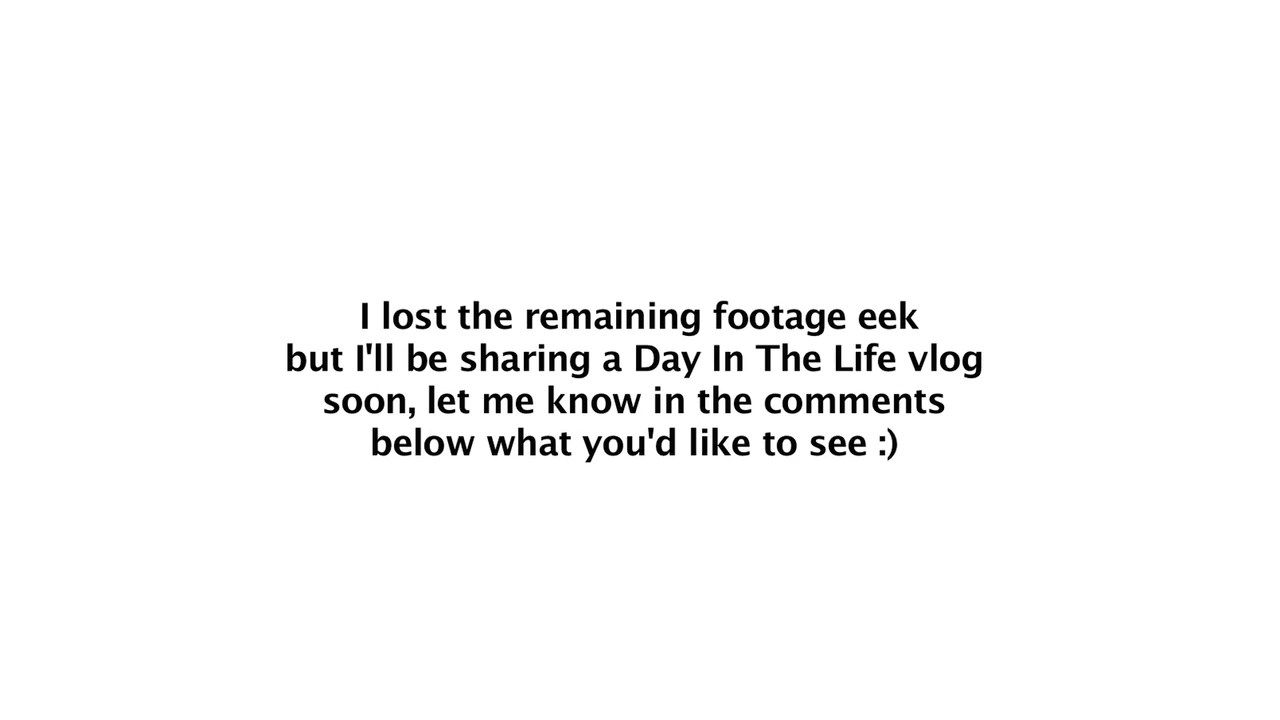 I lost the remaining footage eek
but I'll be sharing a Day In The Life vlog
soon, let me know in the comments
below what you'd like to see :)